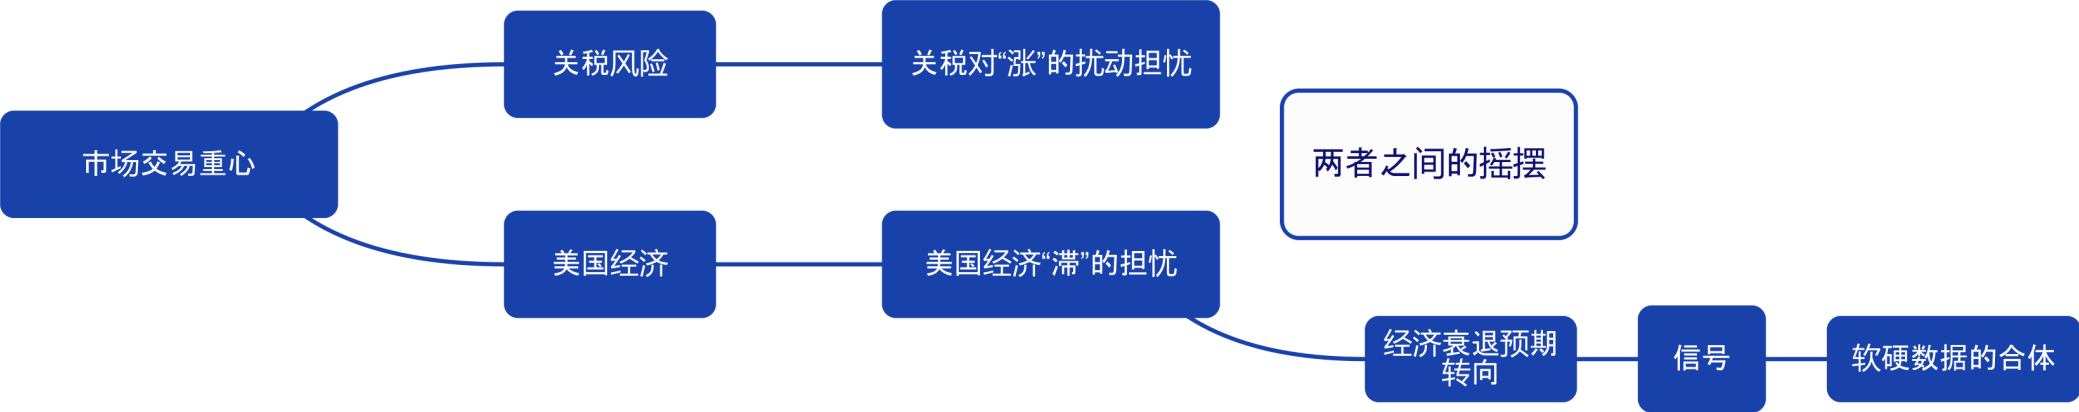 市场交易重心
关税风险
关税对“涨”的扰动担忧
两者之间的摇摆
美国经济
美国经济“滞”的担忧
经济衰退预期
转向
信号
软硬数据的合体